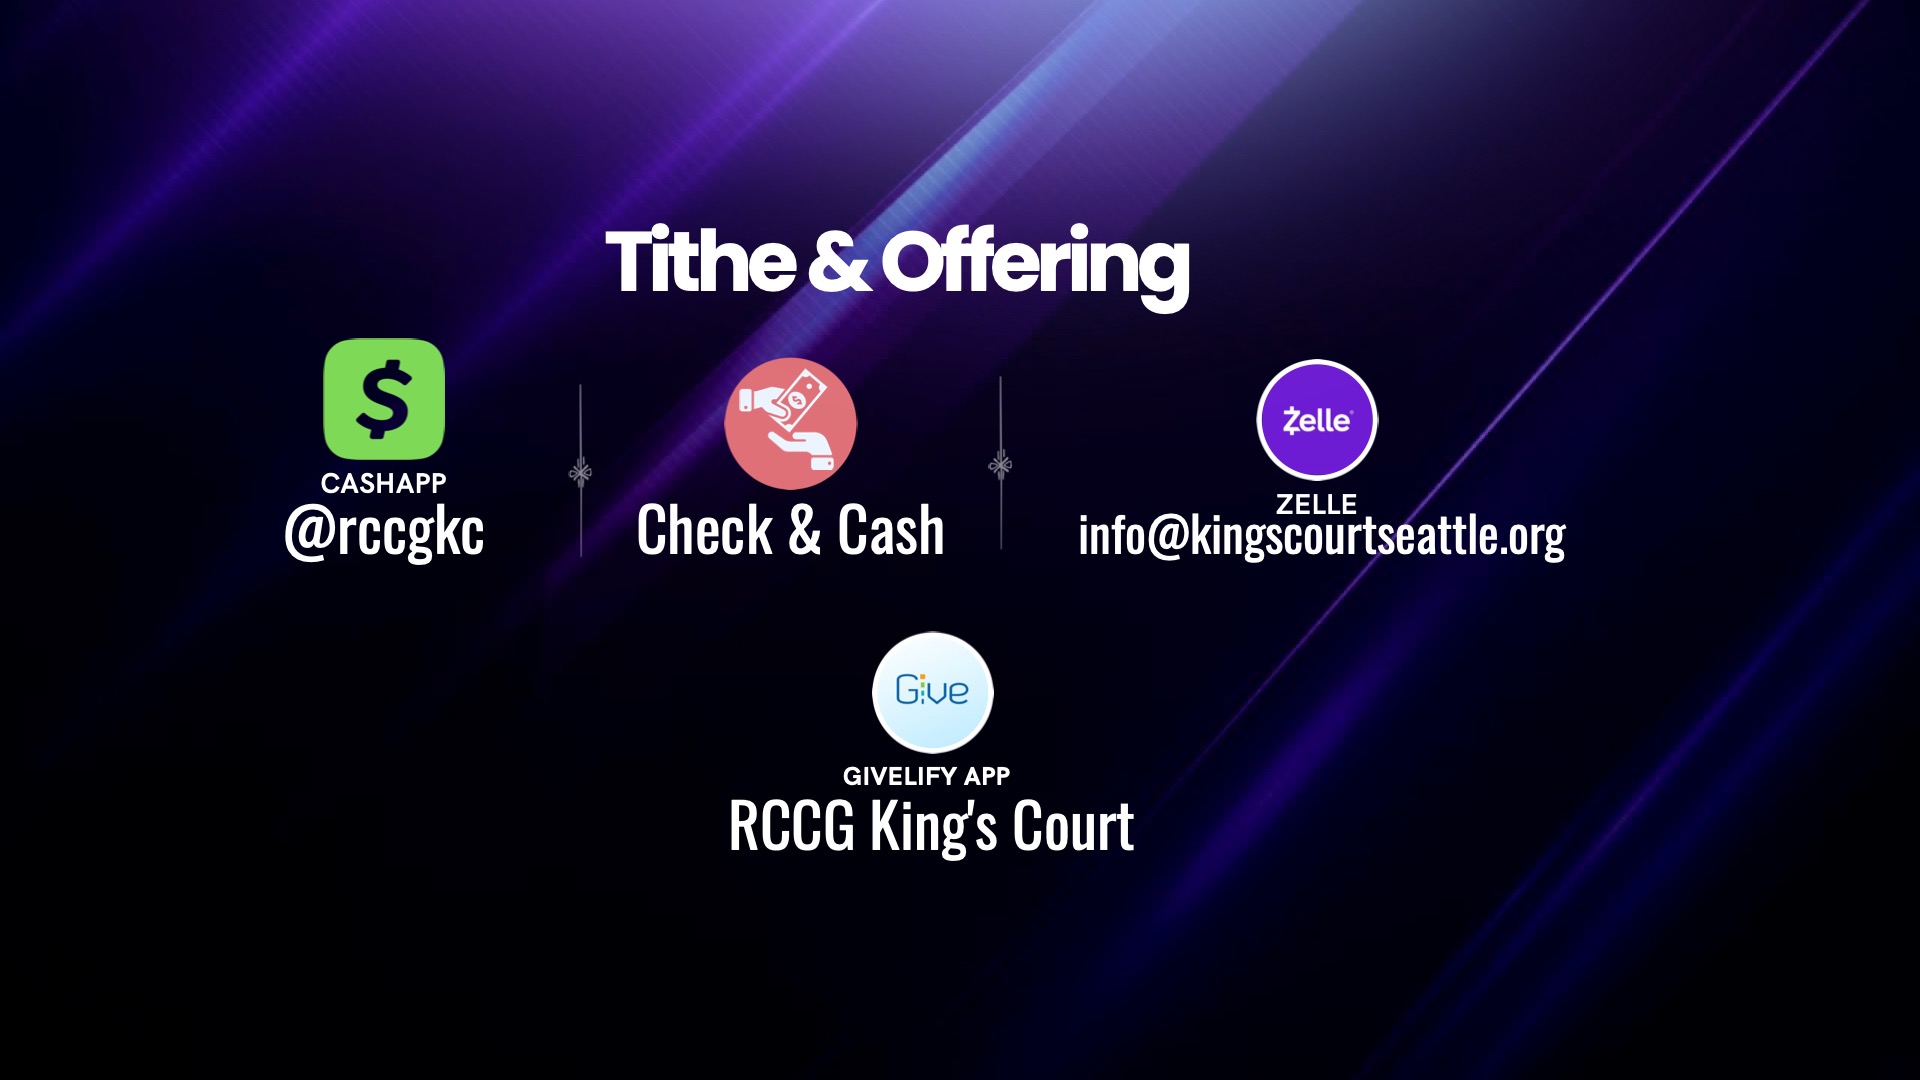 Tithe & Offering
CASHAPP
@rccgkc
Check & Cash
Zelle
ZELLE
info@kingscourtseattle.org
Give
GIVELIFY APP
RCCG King's Court